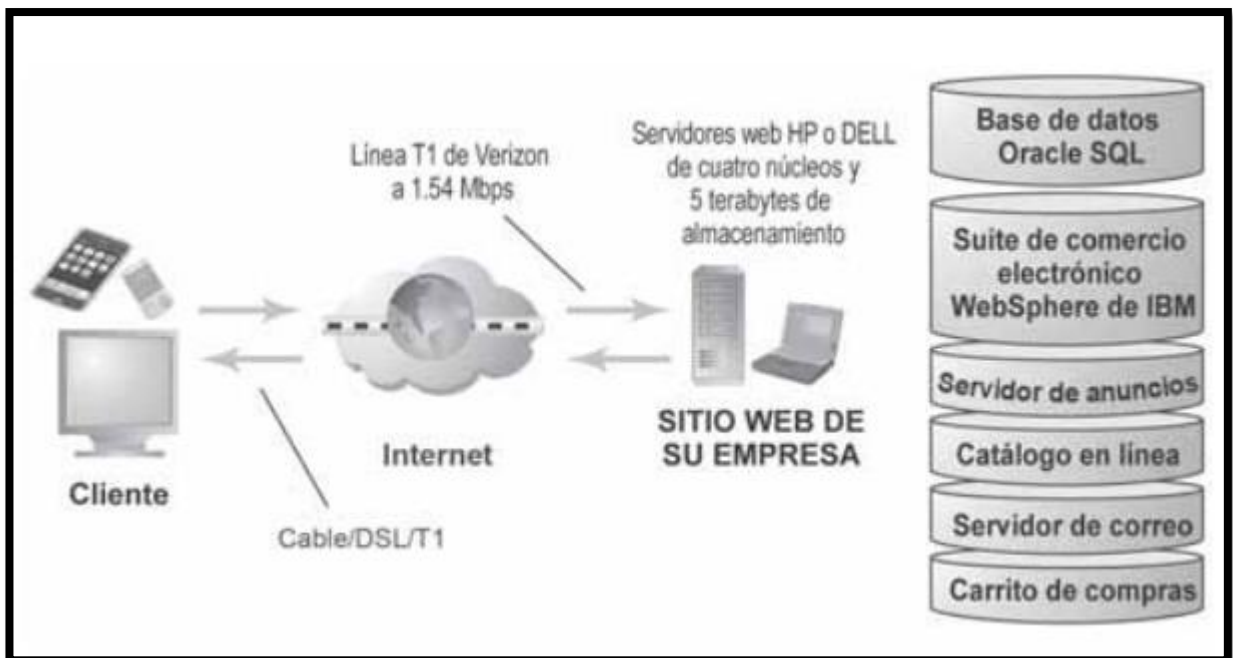 Línea T1 de Verizon
a 1.54 Mbps
Servidores web HP o DELL
de cuatro núcleos y
5 terabytes de
almacenamiento
Cliente
Internet
SITIO WEB DE
SU EMPRESA
Cable/DSL/T1
Base de datos
Oracle SQL
Suite de comercio
electrónico
WebSphere de IBM
Servidor de anuncios
Catálogo en línea
Servidor de correo
Carrito de compras